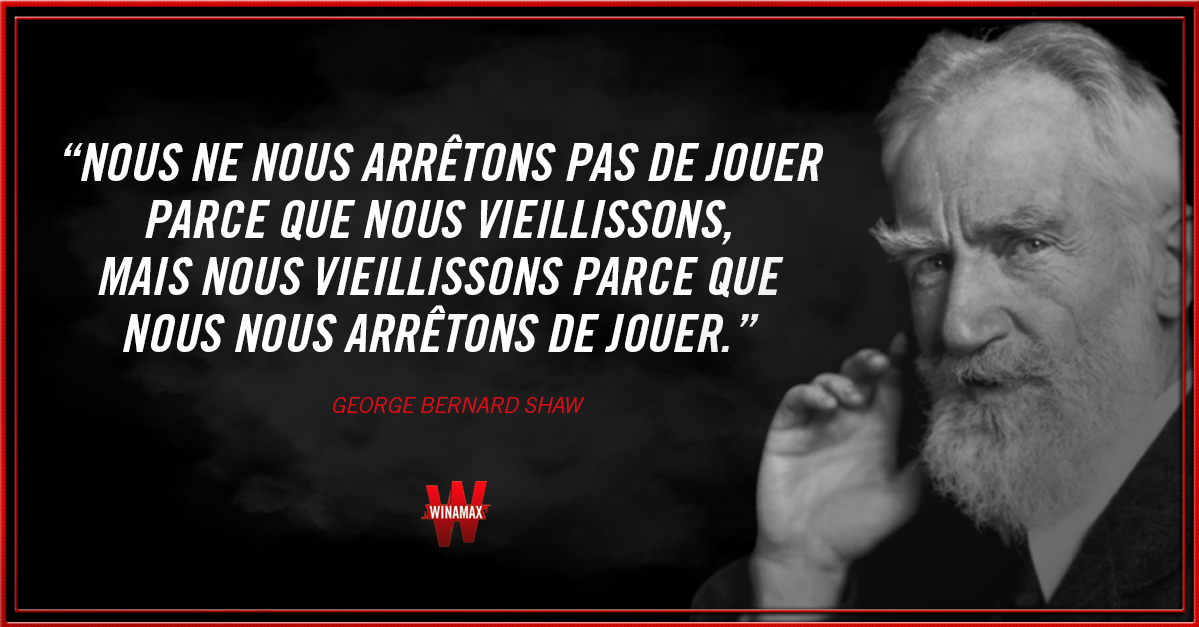 “NOUS NE NOUS ARRÊTONS PAS DE JOUER
PARCE QUE NOUS VIEILLISSONS,
MAIS NOUS VIEILLISSONS PARCE QUE
NOUS NOUS ARRÊTONS DE JOUER.”
GEORGE BERNARD SHAW
WINAMAX